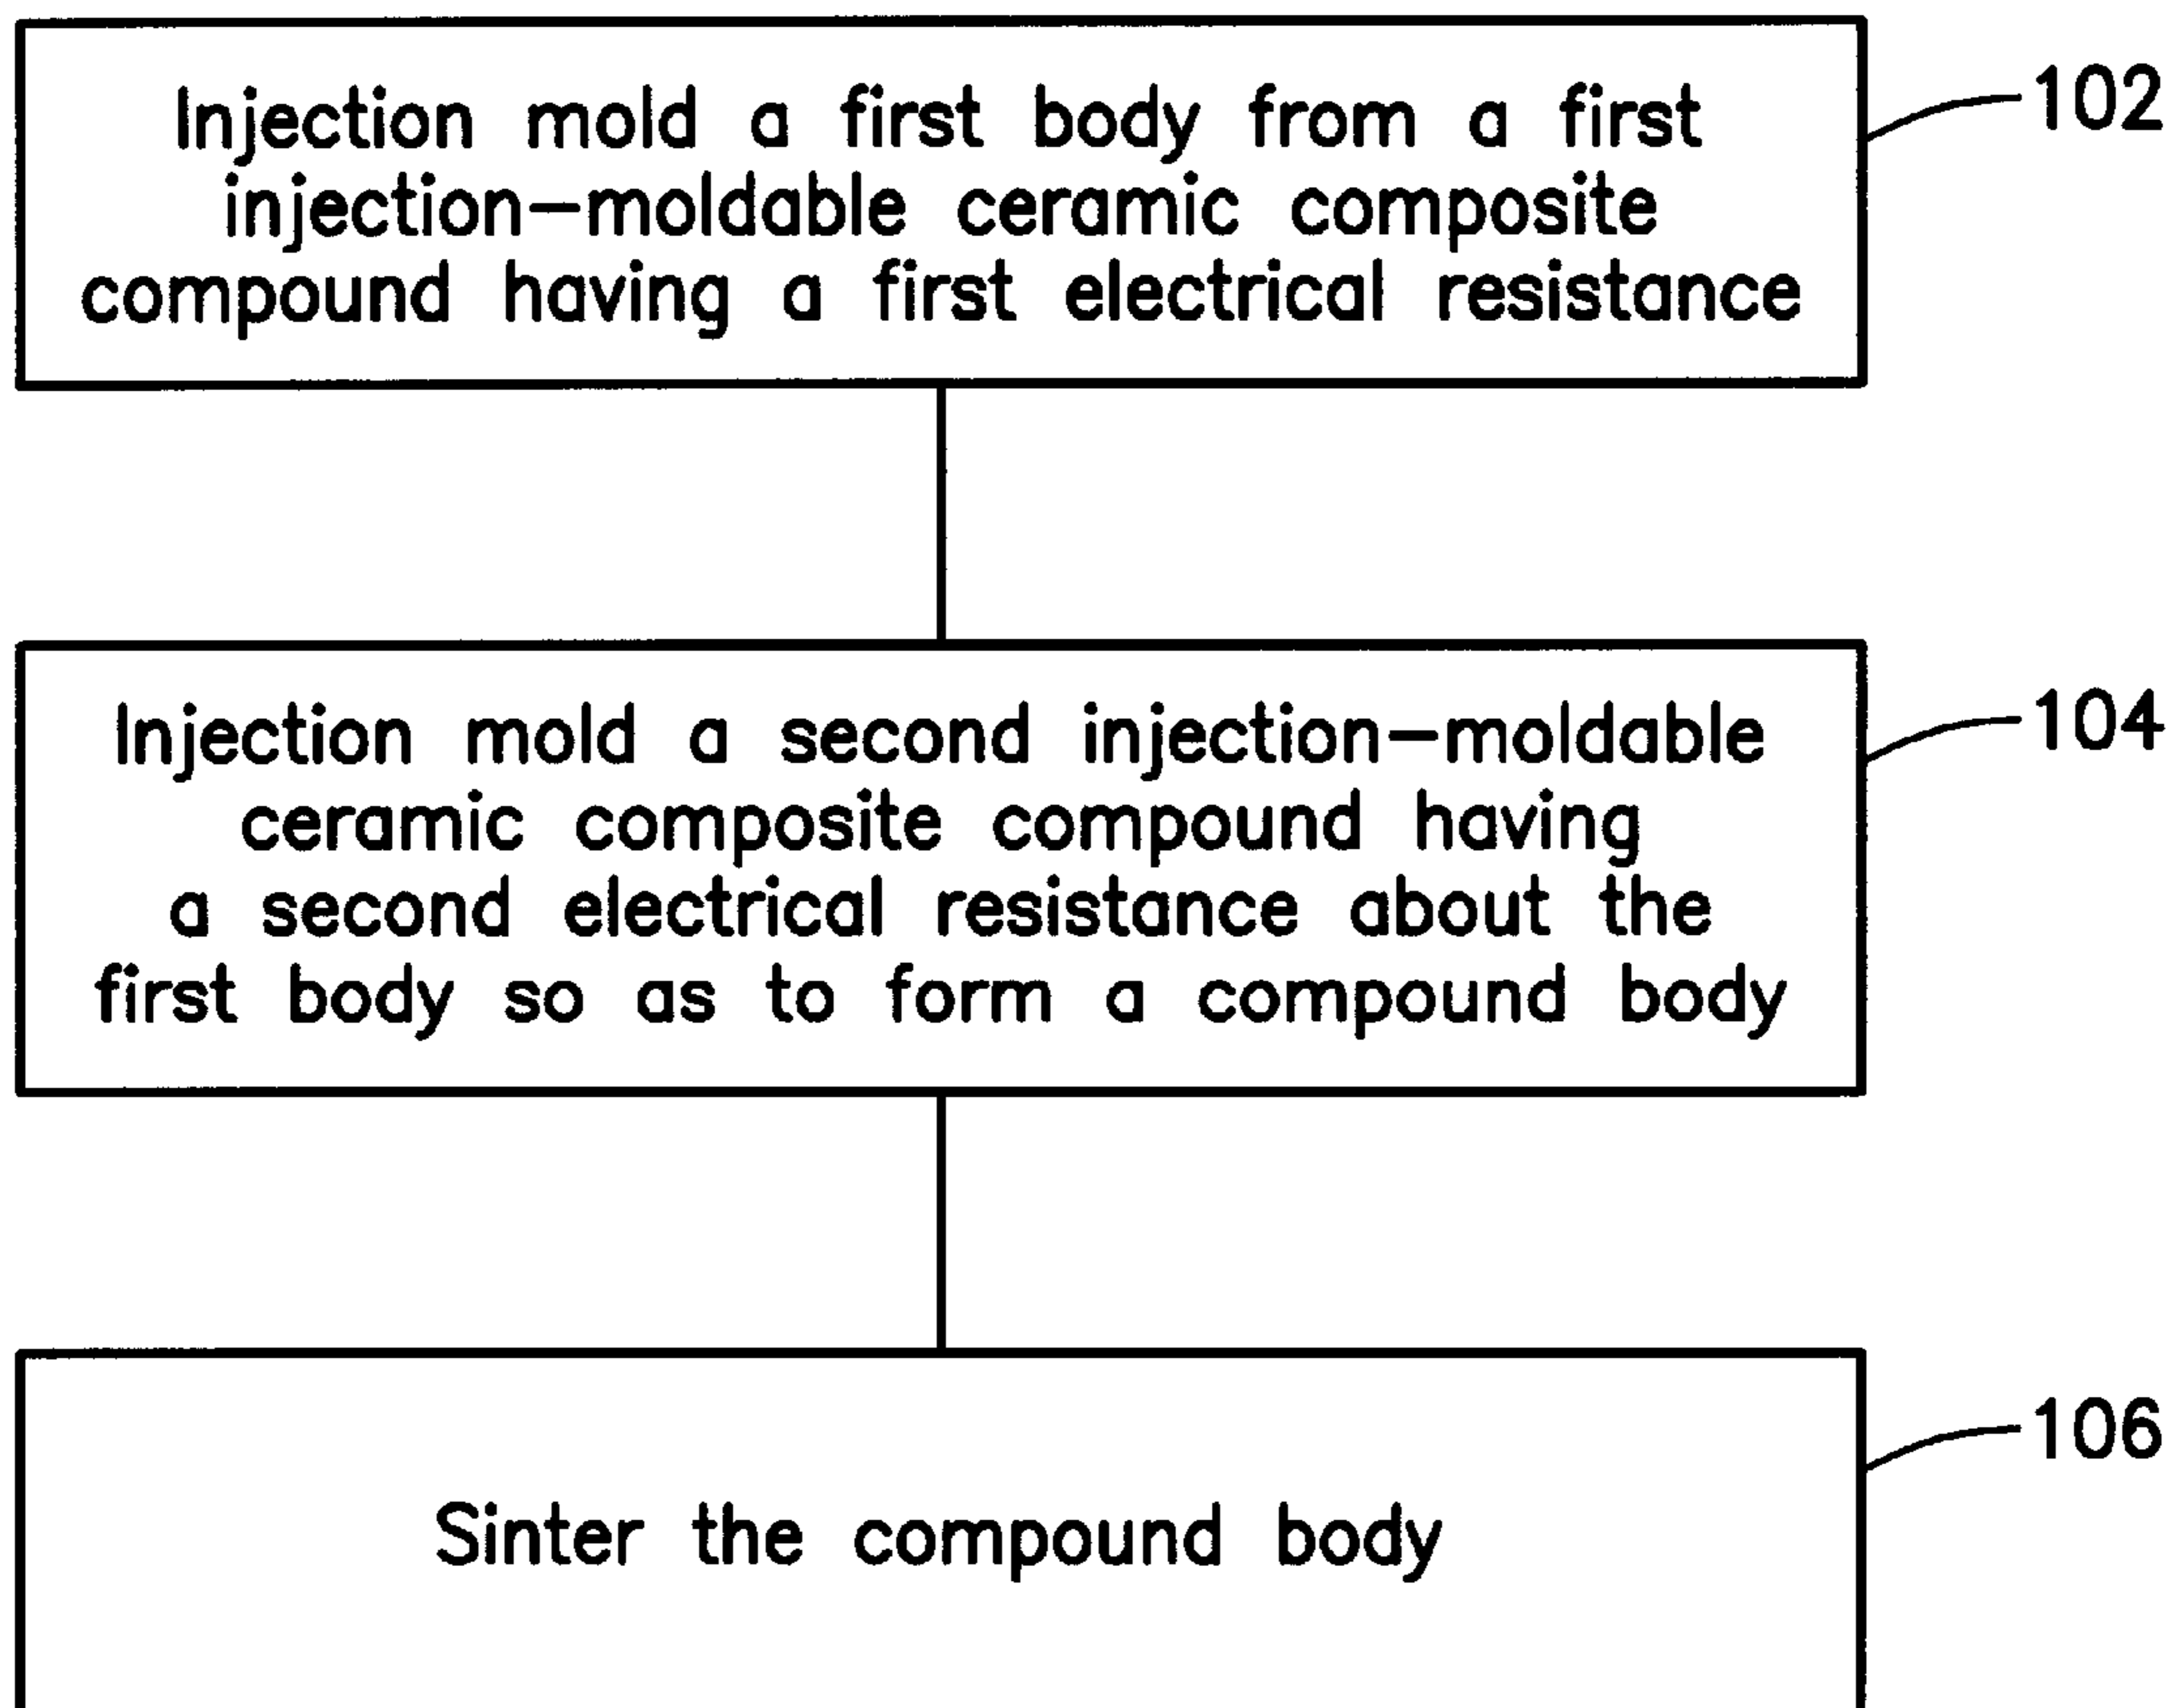 Injection mold a first body from a first
injection-moldable ceramic composite
compound having a first electrical resistance
102
Injection mold a second injection-moldable
ceramic composite compound having
a second electrical resistance about the
first body so as to form a compound body
104
Sinter the compound body
106